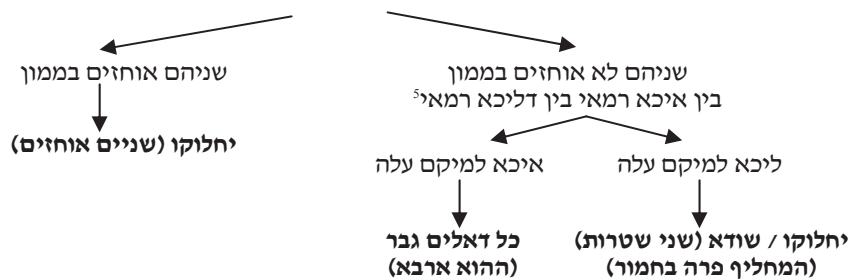 שניהם לא אוחזים בממון
בין איכא רמאי בין דליכא רמאי5
שניהם אוחזים בממון
יחלוקו (שניים אוחזים)
ליכא למיקם עלה
איכא למיקם עלה
יחלוקו / שודא (שני שטרות)
(המחליף פרה בחמור)
כל דאלים גבר
(ההוא ארבא)